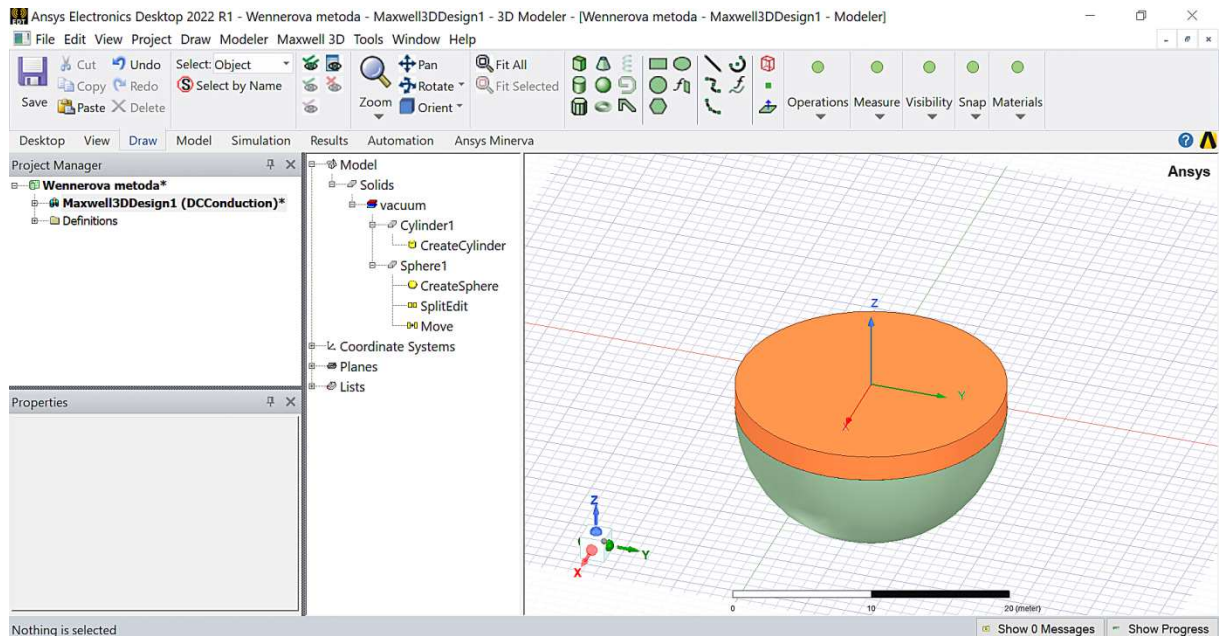 Ansys Electronics Desktop 2022 R1 - Wennerova metoda - Maxwell3DDesign1 - 3D Modeler - [Wennerova metoda - Maxwell3DDesign1 - Modeler]
File Edit View Project Draw Modeler Maxwell 3D Tools Window Help
Save
Cut
Copy
Paste
Undo
Redo
Delete
Select: Object
Select by Name
Zoom
Pan
Rotate
Orient
Fit All
Fit Selected
Operations Measure Visibility Snap Materials
Desktop View Draw Model Simulation Results Automation Ansys Minerva
Project Manager
Wennerova metoda*
Maxwell3DDesign1 (DCConduction)*
Definitions
Properties
Model
Solids
vacuum
Cylinder1
CreateCylinder
Sphere1
CreateSphere
SplitEdit
Move
Coordinate Systems
Planes
Lists
Ansys
Z
Y
X
Z
Y
X
0 10 20 (meter)
Nothing is selected
Show 0 Messages
Show Progress